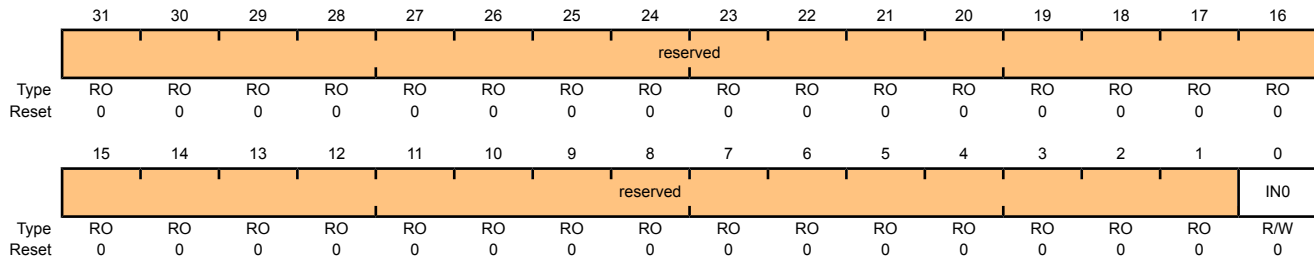 31 30 29 28 27 26 25 24 23 22 21 20 19 18 17 16
reserved
Type RO RO RO RO RO RO RO RO RO RO RO RO RO RO RO RO
Reset 0 0 0 0 0 0 0 0 0 0 0 0 0 0 0 0
15 14 13 12 11 10 9 8 7 6 5 4 3 2 1 0
reserved IN0
Type RO RO RO RO RO RO RO RO RO RO RO RO RO RO RO R/W
Reset 0 0 0 0 0 0 0 0 0 0 0 0 0 0 0 0